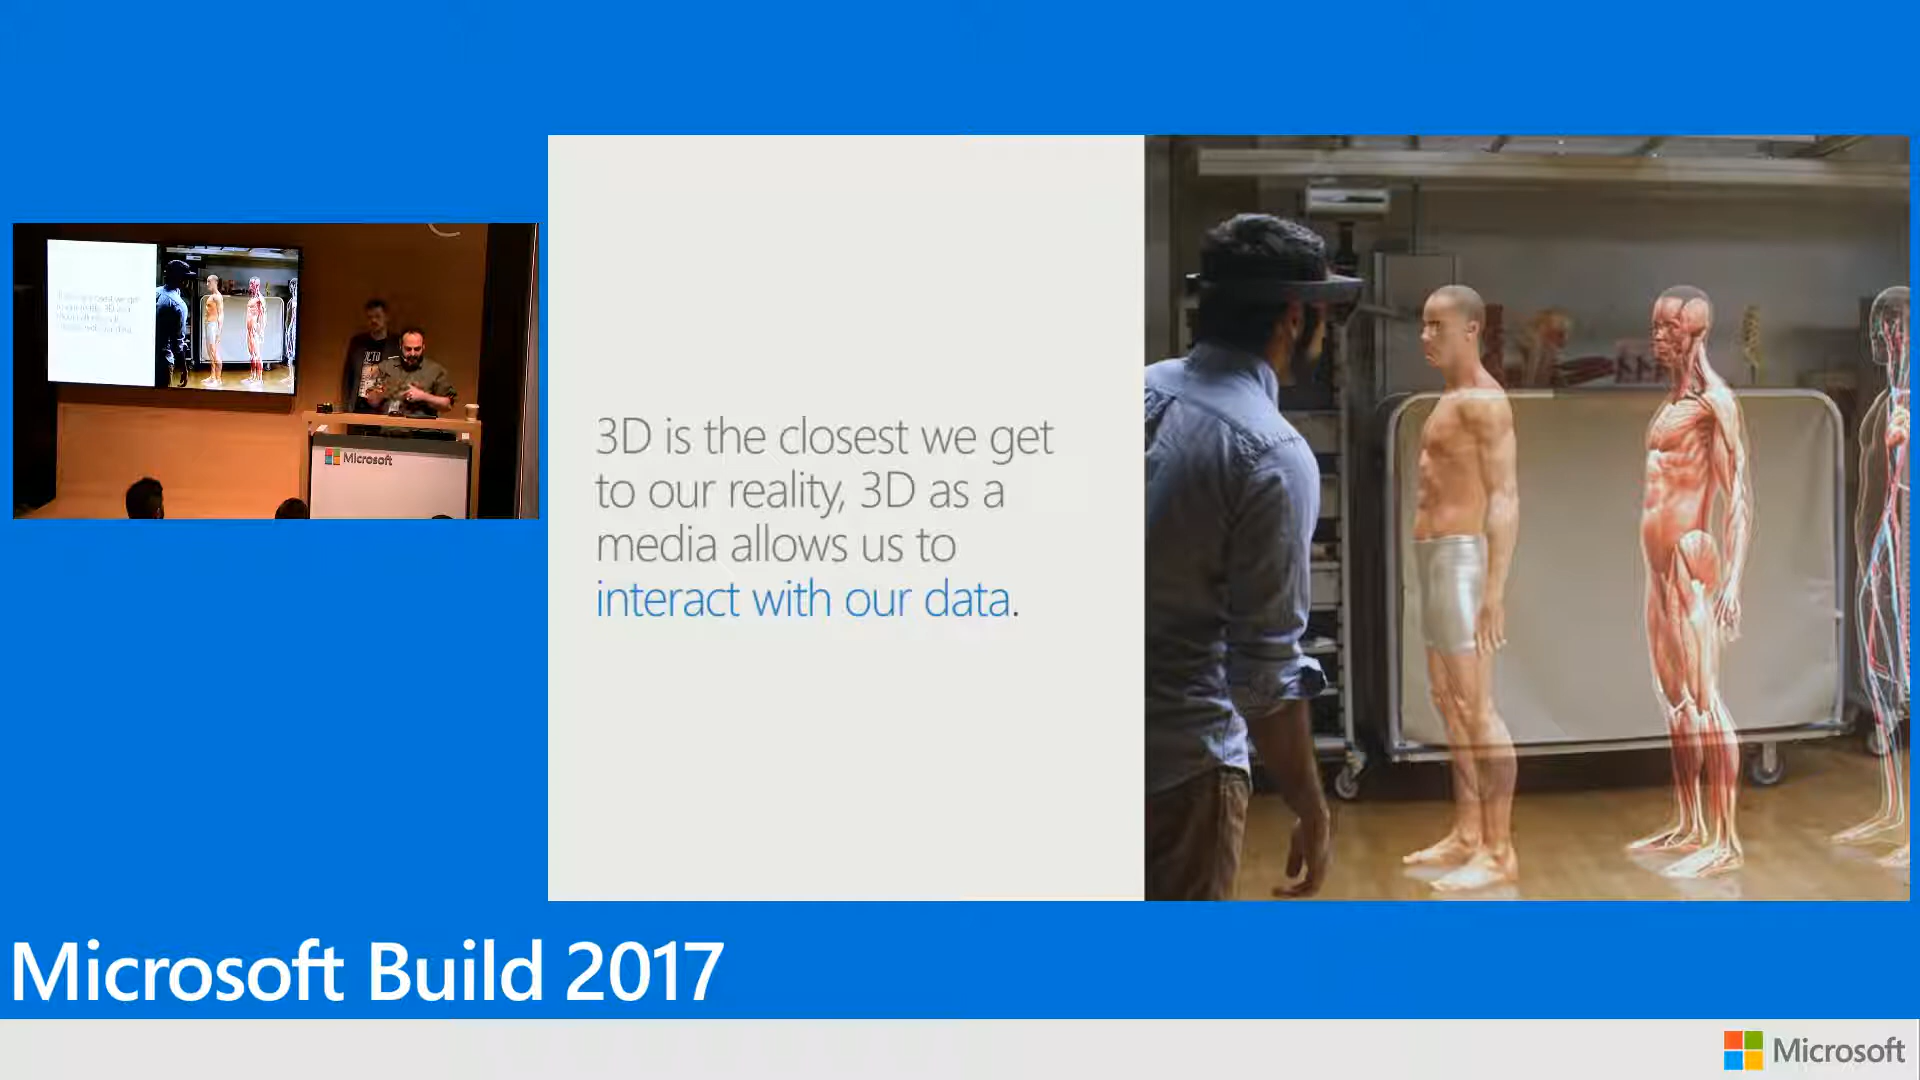 3D is the closest we get
to our reality, 3D as a
media allows us to
interact with our data.
Microsoft
Microsoft Build 2017
Microsoft